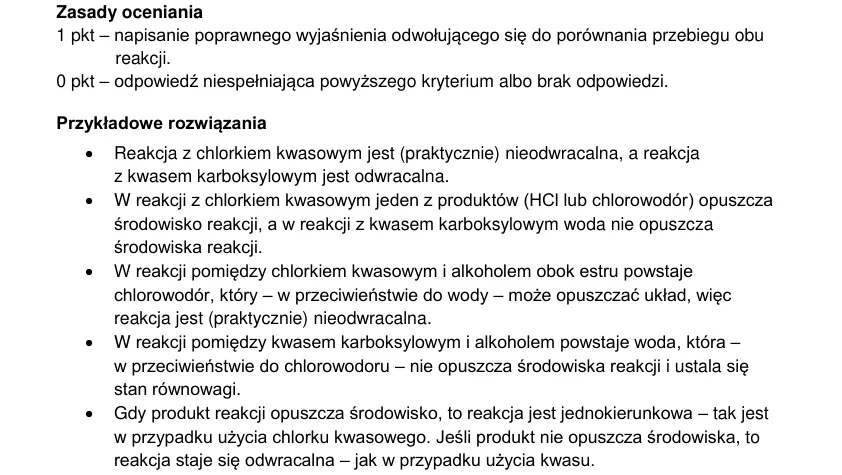 Zasady oceniania
1 pkt – napisanie poprawnego wyjaśnienia odwołującego się do porównania przebiegu obu
reakcji.
0 pkt – odpowiedź niespełniająca powyższego kryterium albo brak odpowiedzi.
Przykładowe rozwiązania
• Reakcja z chlorkiem kwasowym jest (praktycznie) nieodwracalna, a reakcja
z kwasem karboksylowym jest odwracalna.
• W reakcji z chlorkiem kwasowym jeden z produktów (HCl lub chlorowodór) opuszcza
środowisko reakcji, a w reakcji z kwasem karboksylowym woda nie opuszcza
środowiska reakcji.
• W reakcji pomiędzy chlorkiem kwasowym i alkoholem obok estru powstaje
chlorowodór, który – w przeciwieństwie do wody – może opuszczać układ, więc
reakcja jest (praktycznie) nieodwracalna.
• W reakcji pomiędzy kwasem karboksylowym i alkoholem powstaje woda, która –
w przeciwieństwie do chlorowodoru – nie opuszcza środowiska reakcji i ustala się
stan równowagi.
• Gdy produkt reakcji opuszcza środowisko, to reakcja jest jednokierunkowa – tak jest
w przypadku użycia chlorku kwasowego. Jeśli produkt nie opuszcza środowiska, to
reakcja staje się odwracalna – jak w przypadku użycia kwasu.